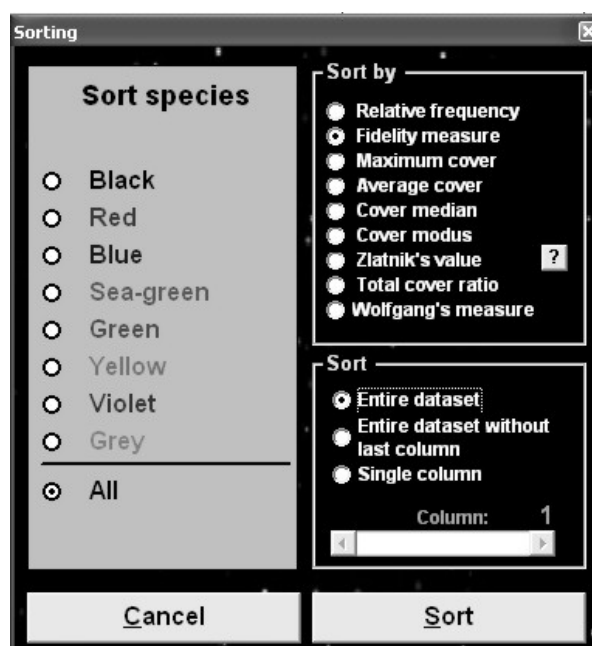 Sorting
Sort species
Black
Red
Blue
Sea-green
Green
Yellow
Violet
Grey
All
Sort by
Relative frequency
Fidelity measure
Maximum cover
Average cover
Cover median
Cover modus
Zlatnik's value
?
Total cover ratio
Wolfgang's measure
Sort
Entire dataset
Entire dataset without
last column
Single column
Column: 1
Cancel
Sort